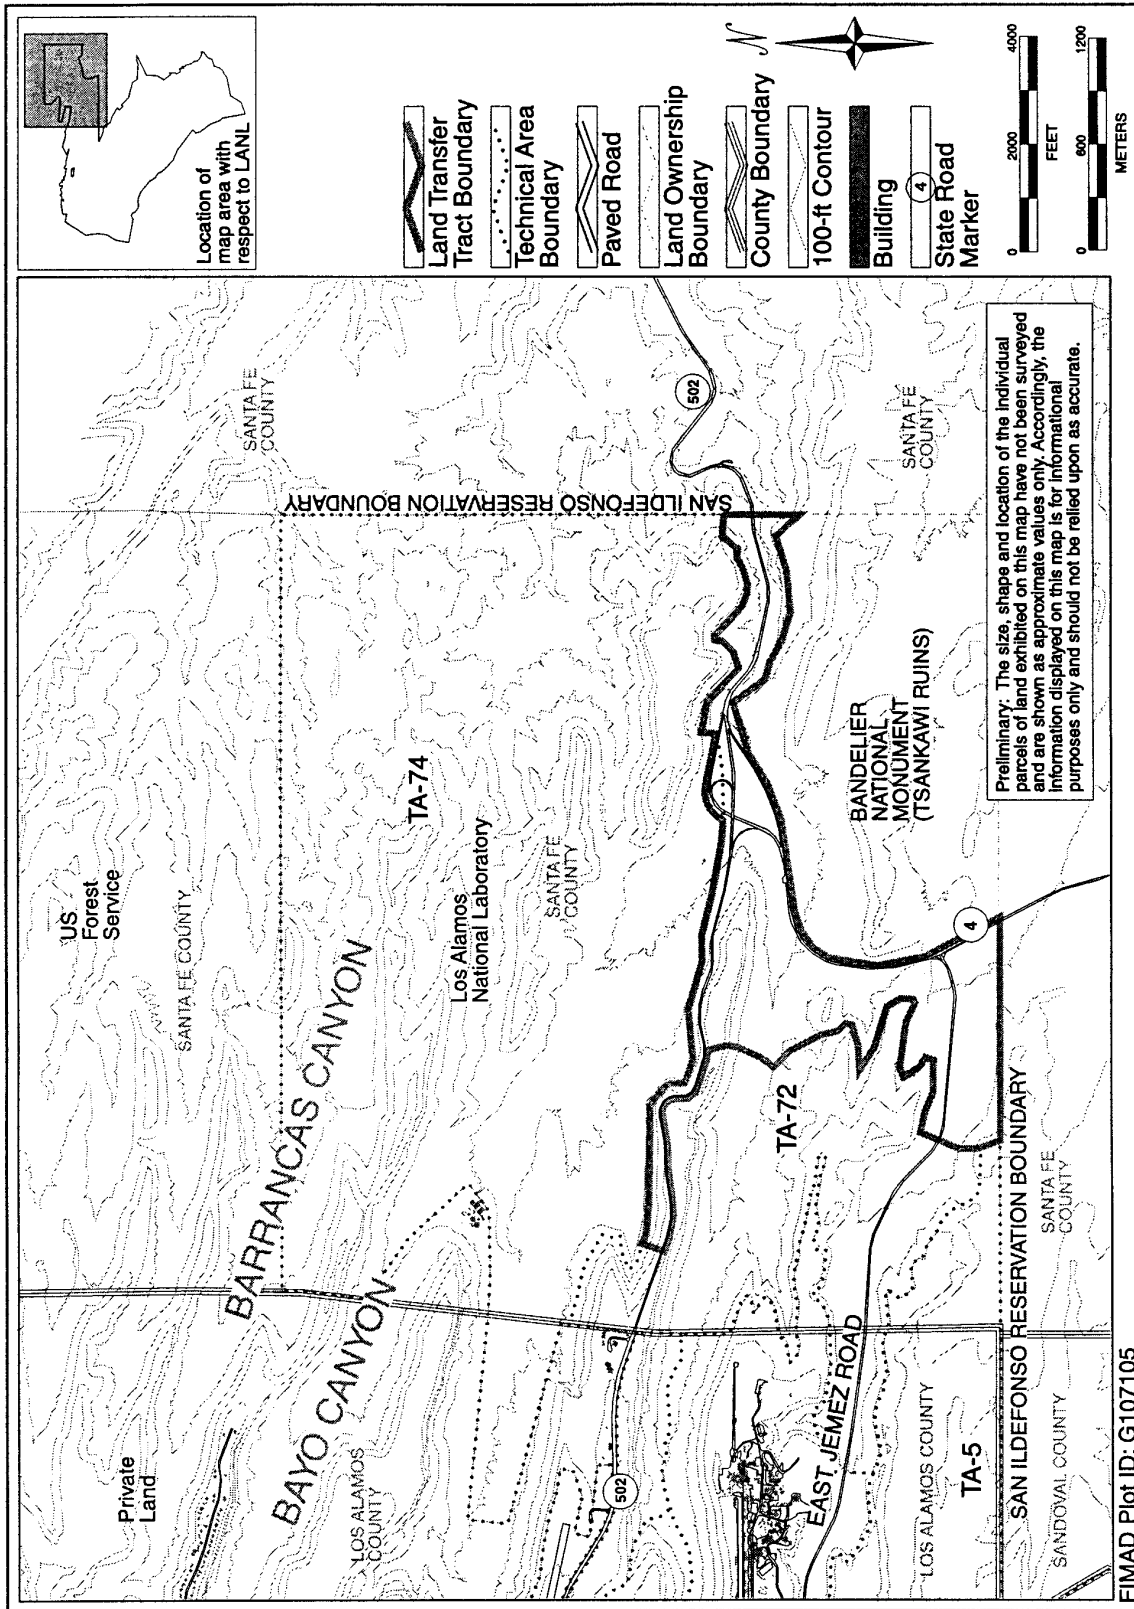 Location of
map area with
respect to LANL
Land Transfer
Tract Boundary
Technical Area
Boundary
Paved Road
Land Ownership
Boundary
County Boundary
100-ft Contour
Building
4
State Road
Marker
N
0
2000
4000
FEET
0
600
1200
METERS
Private
Land
US
Forest
Service
SANTA FE COUNTY
SANTA FE
COUNTY
BARRANCAS CANYON
BAYO CANYON
LOS ALAMOS
COUNTY
TA-74
Los Alamos
National Laboratory
SANTA FE
COUNTY
SAN ILDEFONSO RESERVATION BOUNDARY
502
502
TA-72
BANDELIER
NATIONAL
MONUMENT
(TSANKAWI RUINS)
SANTA FE
COUNTY
EAST JEMEZ ROAD
4
LOS ALAMOS COUNTY
TA-5
SAN ILDEFONSO RESERVATION BOUNDARY
SANDOVAL COUNTY
SANTA FE
COUNTY
Preliminary: The size, shape and location of the individual
parcels of land exhibited on this map have not been surveyed
and are shown as approximate values only. Accordingly, the
information displayed on this map is for informational
purposes only and should not be relied upon as accurate.
FIMAD Plot ID: G107105